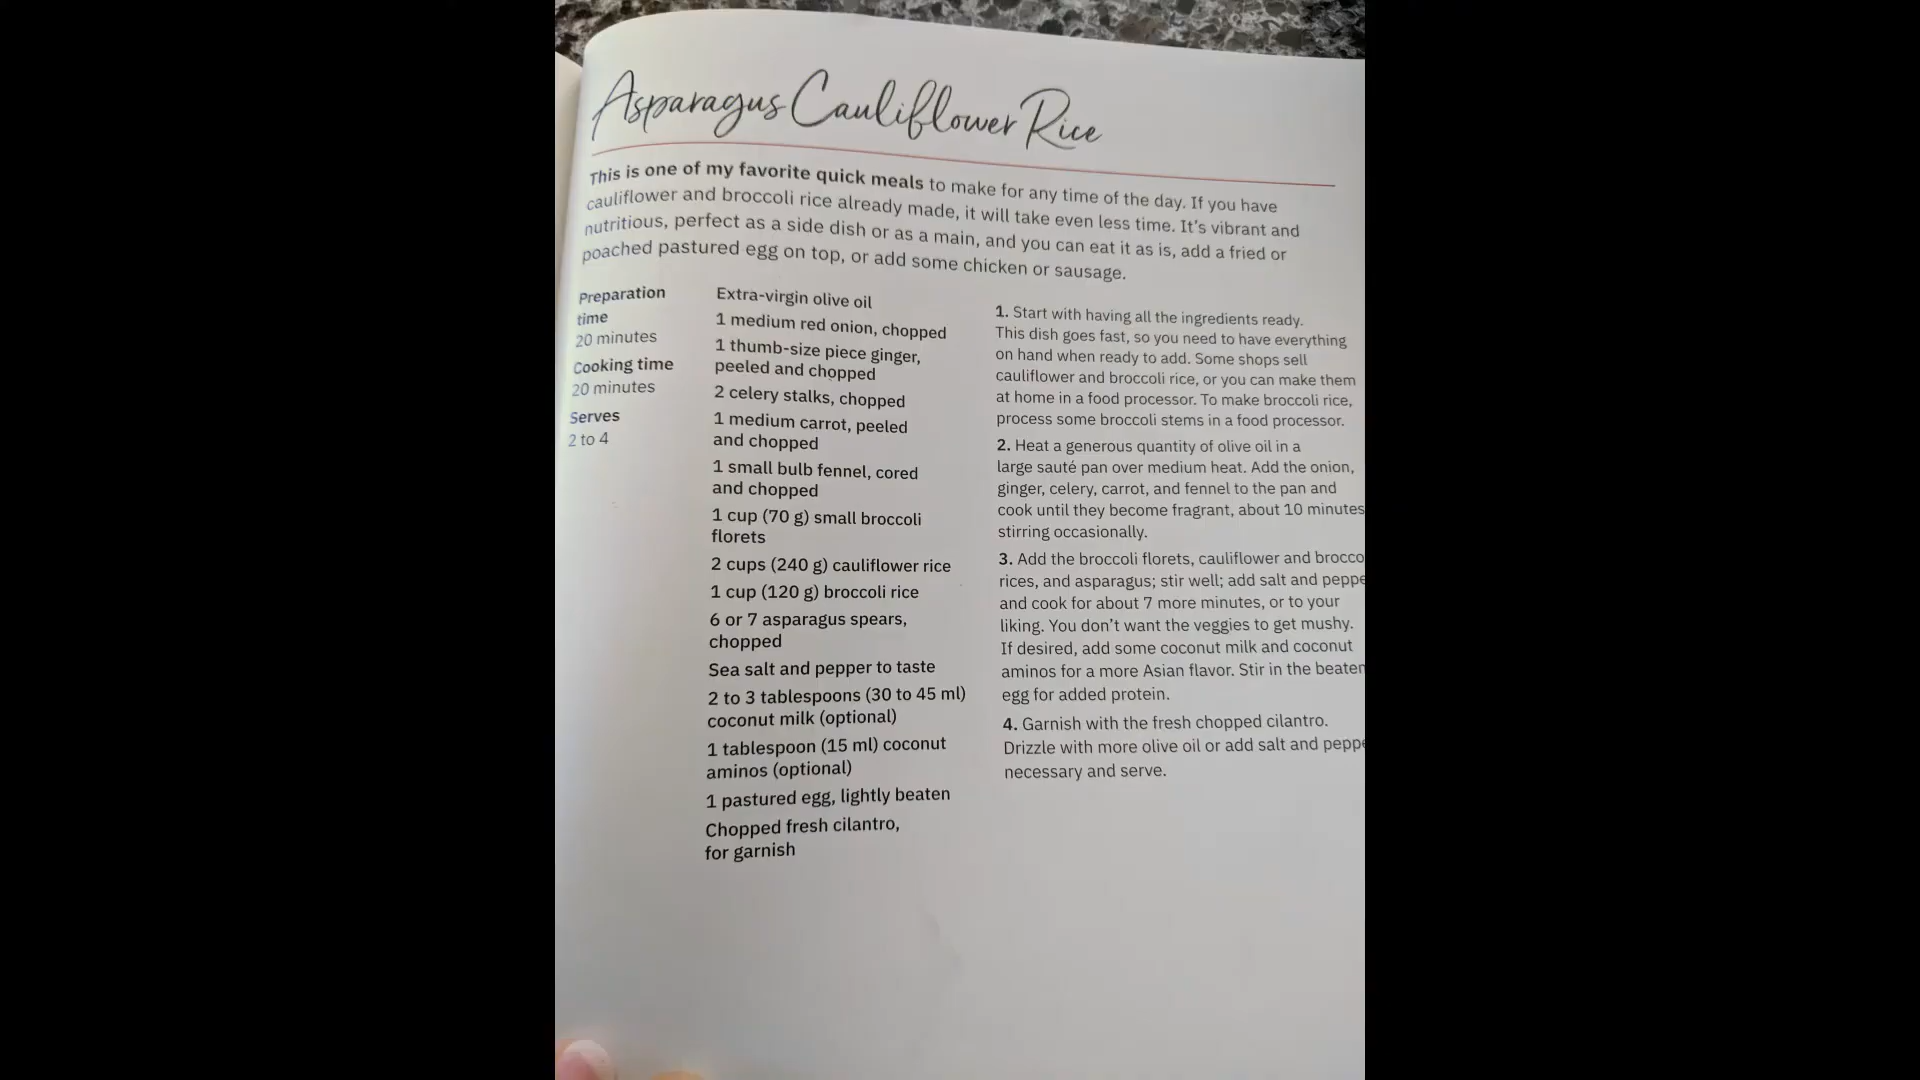 Asparagus Cauliflower Rice
This is one of my favorite quick meals to make for any time of the day. If you have
cauliflower and broccoli rice already made, it will take even less time. It's vibrant and
nutritious, perfect as a side dish or as a main, and you can eat it as is, add a fried or
poached pastured egg on top, or add some chicken or sausage.
Preparation
time
20 minutes
Cooking time
20 minutes
Serves
2 to 4
Extra-virgin olive oil
1 medium red onion, chopped
1 thumb-size piece ginger,
peeled and chopped
2 celery stalks, chopped
1 medium carrot, peeled
and chopped
1 small bulb fennel, cored
and chopped
1 cup (70 g) small broccoli
florets
2 cups (240 g) cauliflower rice
1 cup (120 g) broccoli rice
6 or 7 asparagus spears,
chopped
Sea salt and pepper to taste
2 to 3 tablespoons (30 to 45 ml)
coconut milk (optional)
1 tablespoon (15 ml) coconut
aminos (optional)
1 pastured egg, lightly beaten
Chopped fresh cilantro,
for garnish
1. Start with having all the ingredients ready.
This dish goes fast, so you need to have everything
on hand when ready to add. Some shops sell
cauliflower and broccoli rice, or you can make them
at home in a food processor. To make broccoli rice,
process some broccoli stems in a food processor.
2. Heat a generous quantity of olive oil in a
large sauté pan over medium heat. Add the onion,
ginger, celery, carrot, and fennel to the pan and
cook until they become fragrant, about 10 minutes
stirring occasionally.
3. Add the broccoli florets, cauliflower and brocco
rices, and asparagus; stir well; add salt and peppe
and cook for about 7 more minutes, or to your
liking. You don't want the veggies to get mushy.
If desired, add some coconut milk and coconut
aminos for a more Asian flavor. Stir in the beaten
egg for added protein.
4. Garnish with the fresh chopped cilantro.
Drizzle with more olive oil or add salt and peppe
necessary and serve.